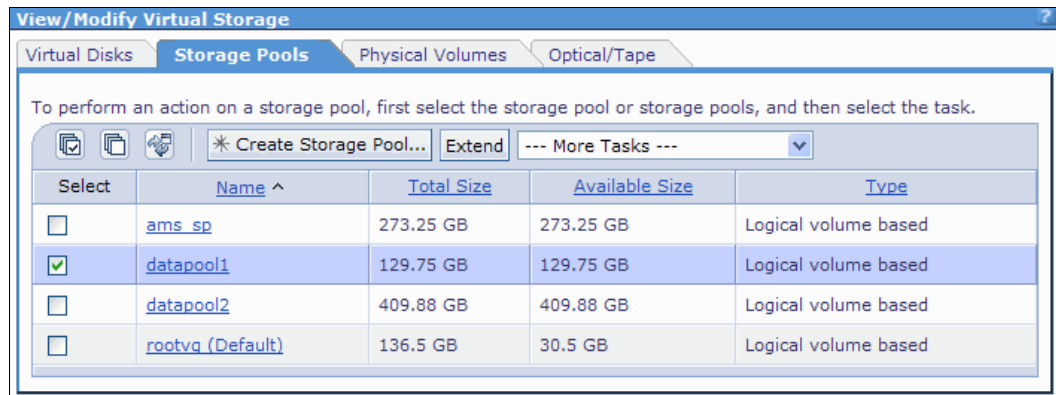 View/Modify Virtual Storage ?
Virtual Disks Storage Pools Physical Volumes Optical/Tape
To perform an action on a storage pool, first select the storage pool or storage pools, and then select the task.
Create Storage Pool... Extend --- More Tasks ---
Select Name ^ Total Size Available Size Type
ams_sp 273.25 GB 273.25 GB Logical volume based
datapool1 129.75 GB 129.75 GB Logical volume based
datapool2 409.88 GB 409.88 GB Logical volume based
rootvg (Default) 136.5 GB 30.5 GB Logical volume based